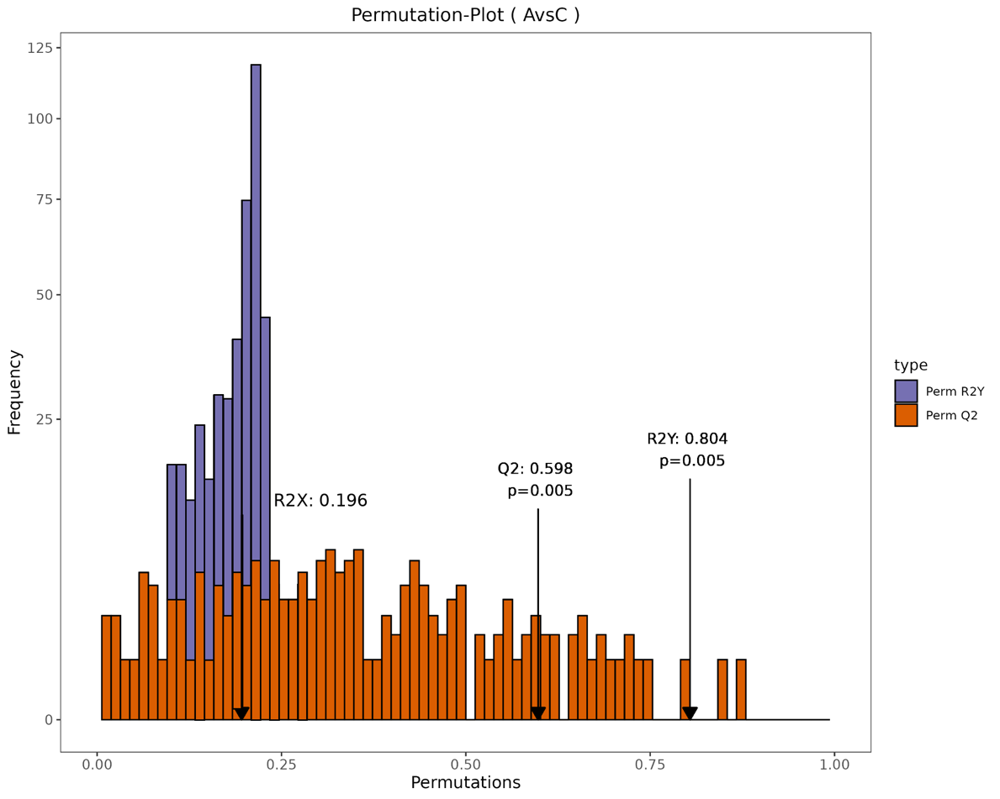 Permutation-Plot ( AvsC )
Frequency
125
100
75
50
25
0
R2X: 0.196
Q2: 0.598
p=0.005
R2Y: 0.804
p=0.005
0.00
0.25
0.50
0.75
1.00
Permutations
type
Perm R2Y
Perm Q2